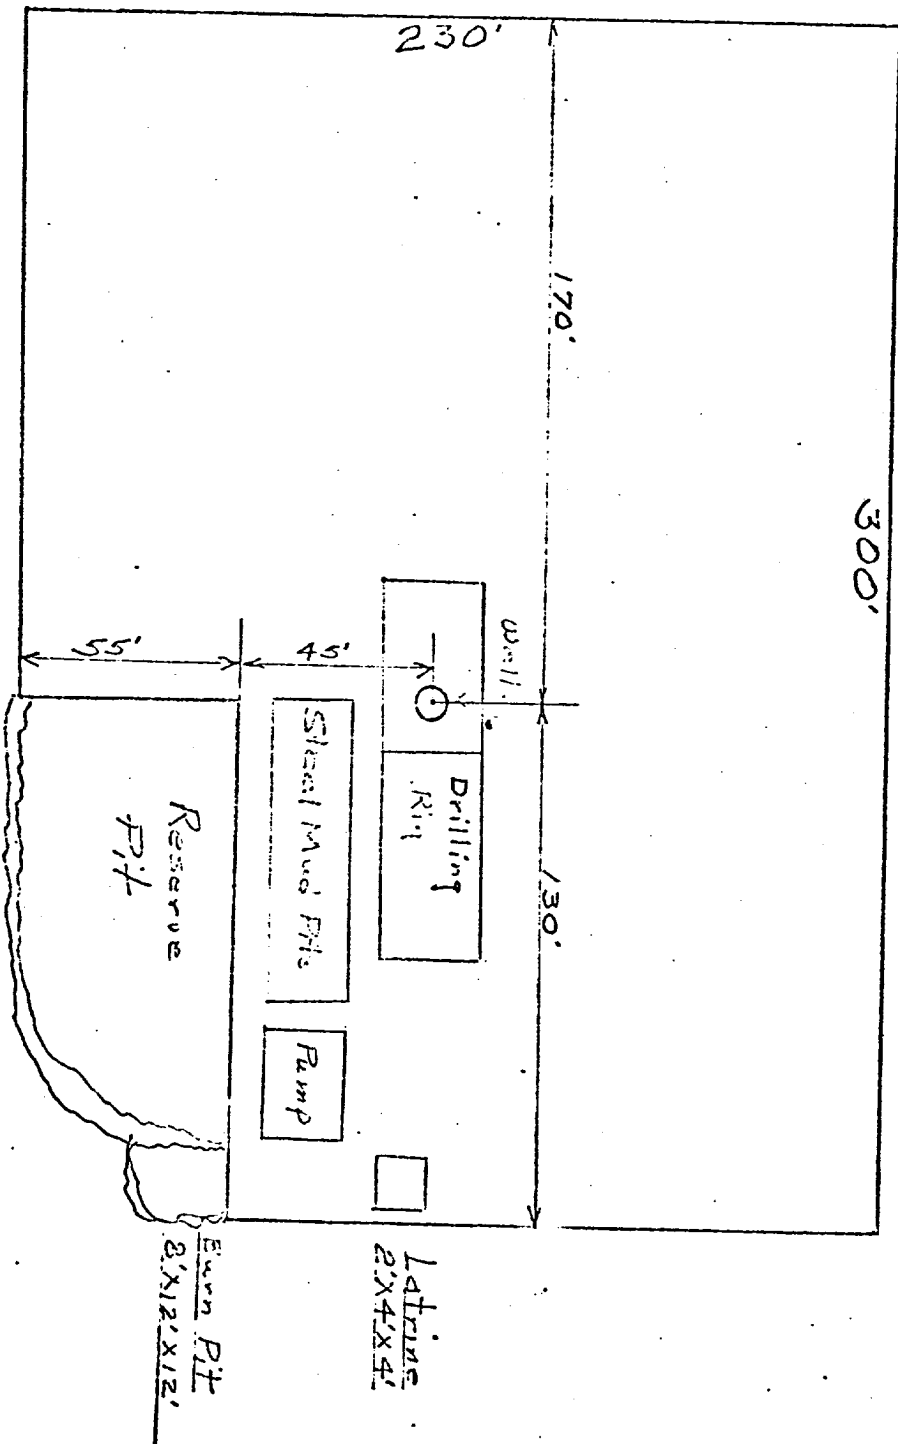 230'
170'
300'
55'
45'
Well
Drilling
Rig
130'
Steel Mud Pits
Reserve
Pit
Pump
Latrine
2'X4'X4'
Burn Pit
8'X12'X12'